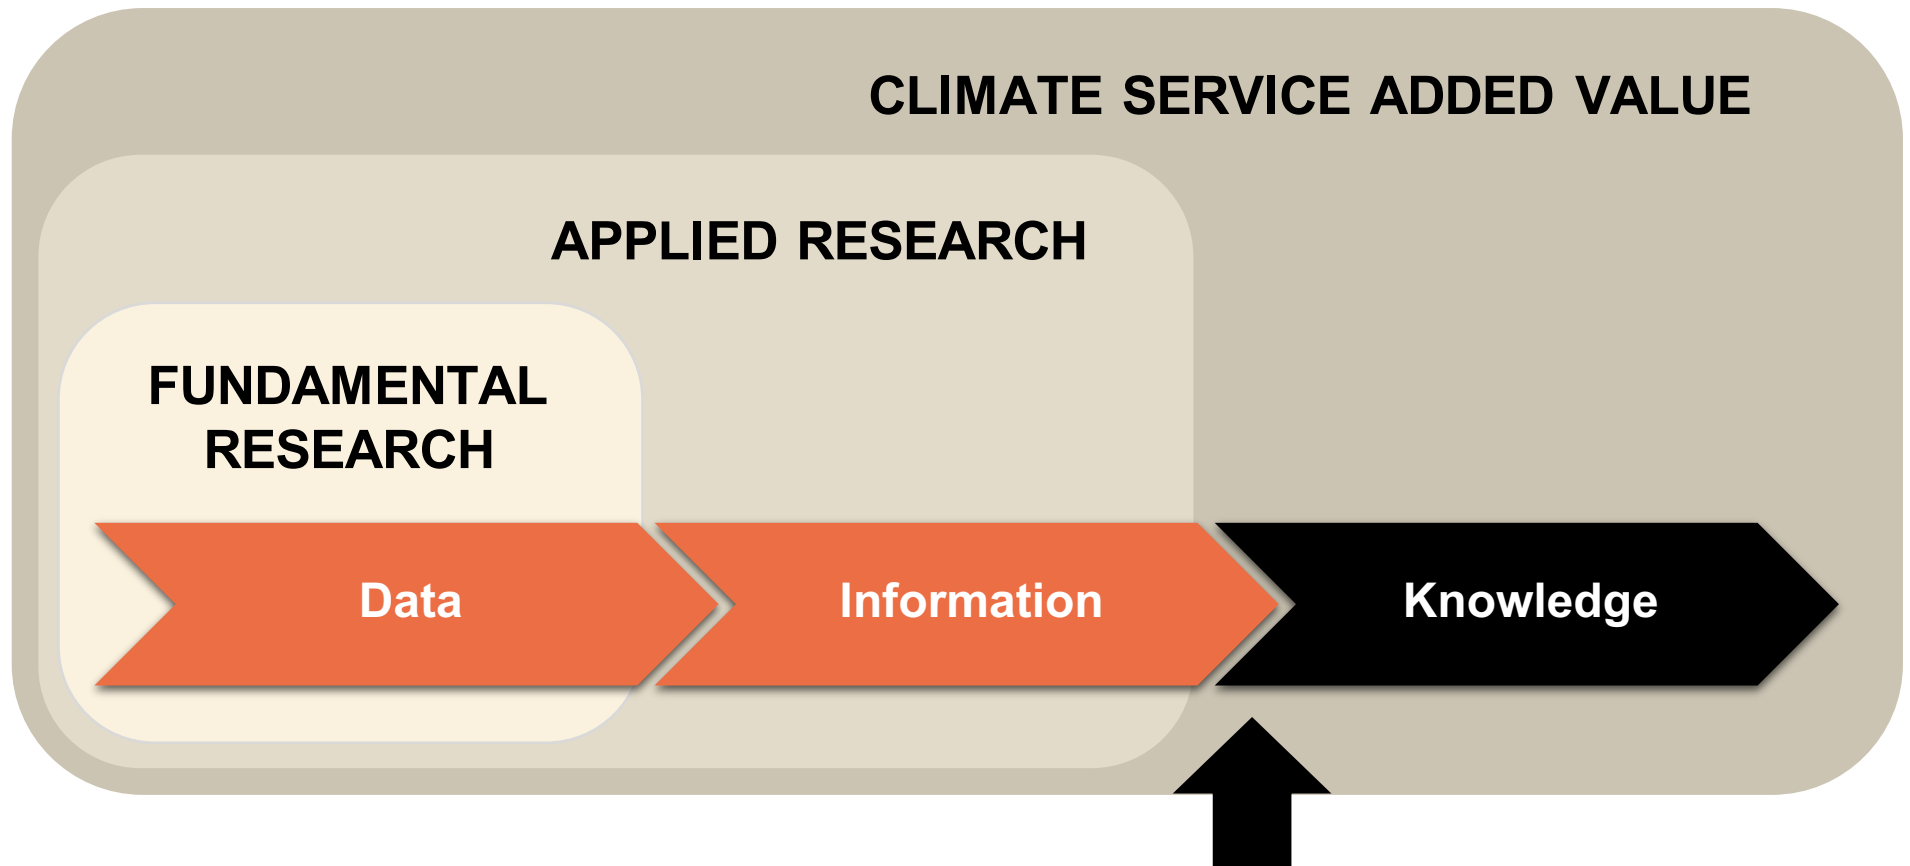 CLIMATE SERVICE ADDED VALUE
APPLIED RESEARCH
FUNDAMENTAL
RESEARCH
Data
Information
Knowledge